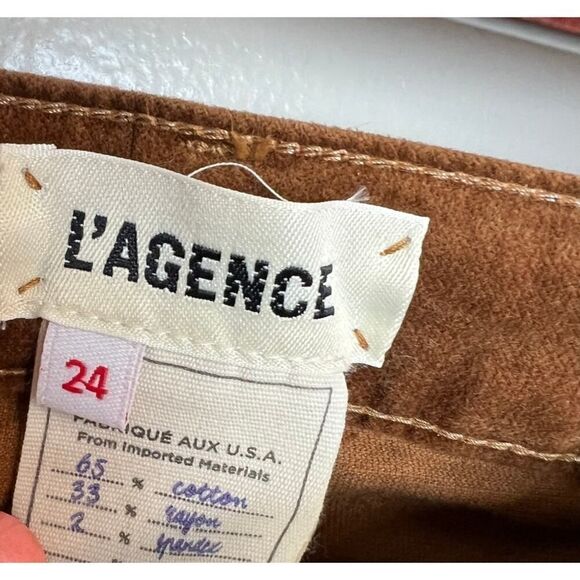 L'AGENCE
24
FABRIQUÉ AUX U.S.A.
From Imported Materials
65 % cotton
33 % rayon
2 % spandex